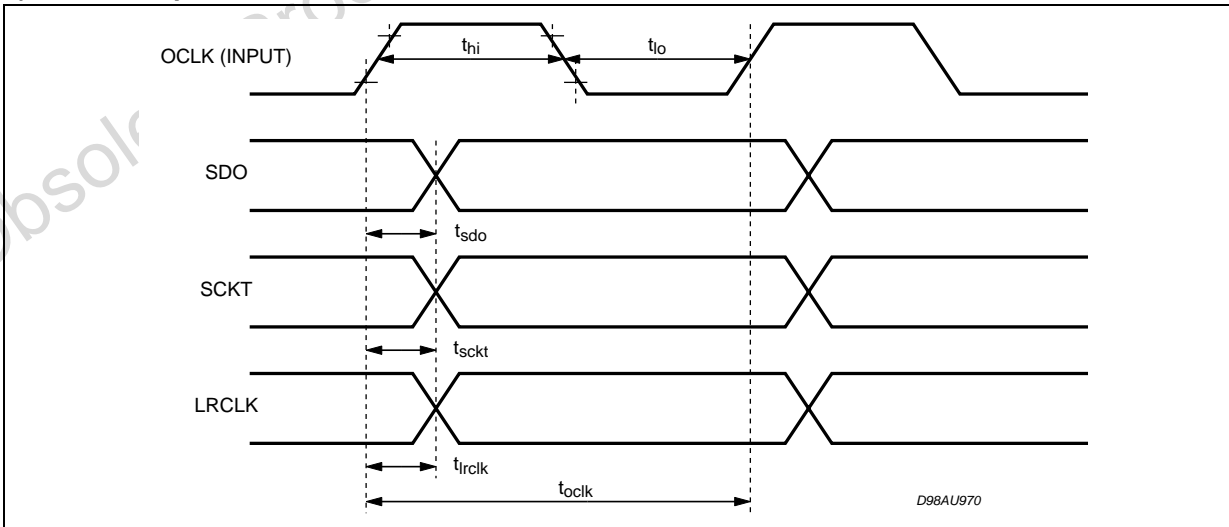 OCLK (INPUT)
thi
tlo
SDO
tsdo
SCKT
tsckt
LRCLK
tlrclk
toclk
D98AU970